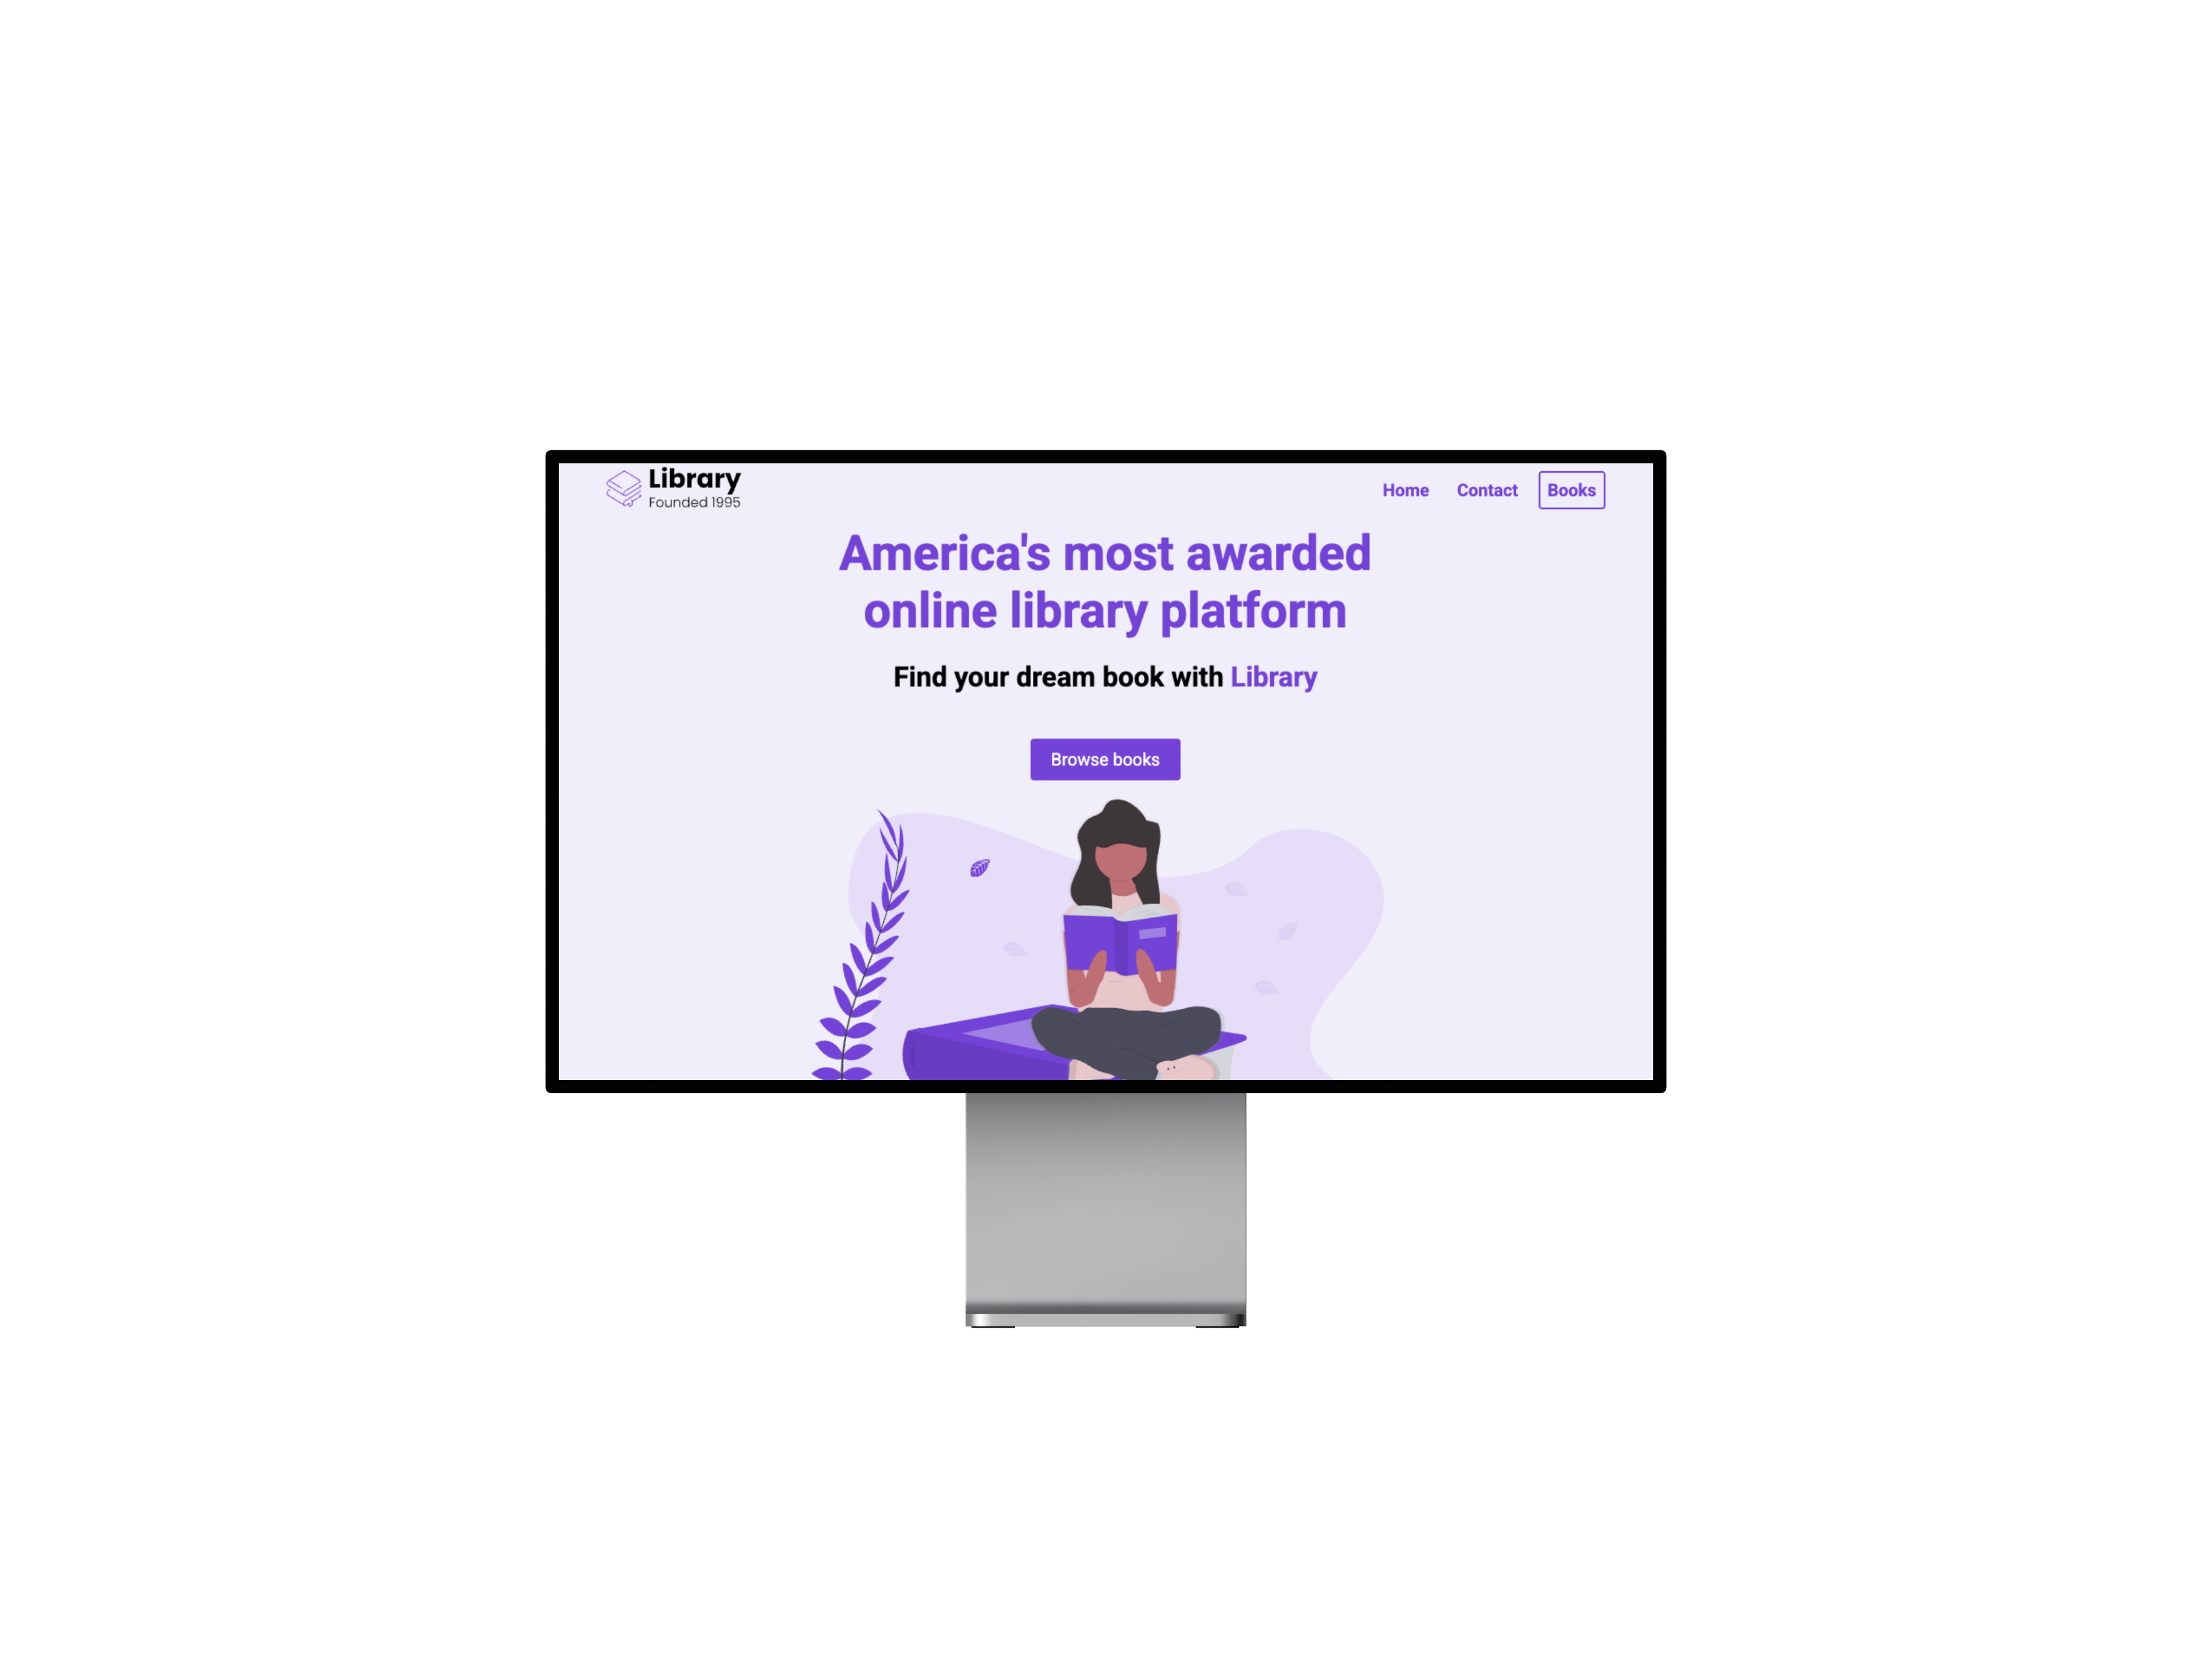 Library
Founded 1995
Home Contact Books
America's most awarded
online library platform
Find your dream book with Library
Browse books